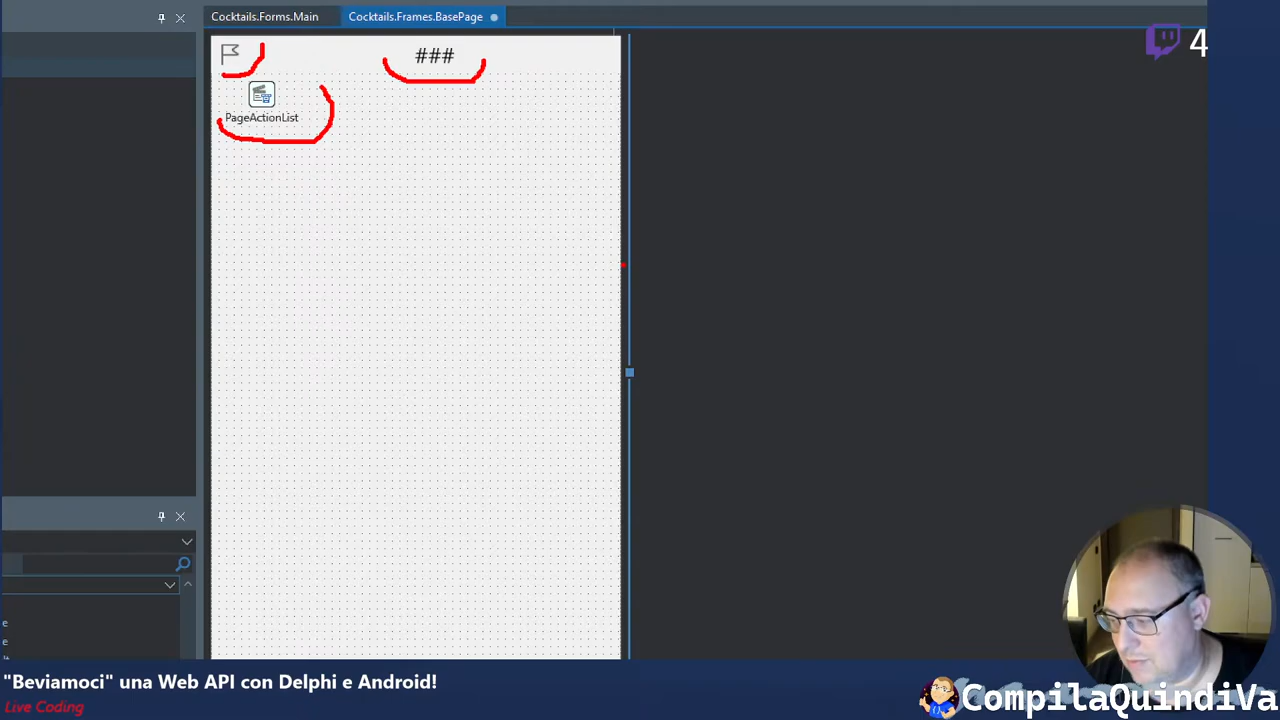 Cocktails.Forms.Main
Cocktails.Frames.BasePage
###
4
PageActionList
e
e
"Beviamoci" una Web API con Delphi e Android!
Live Coding
CompilaQuindiVa